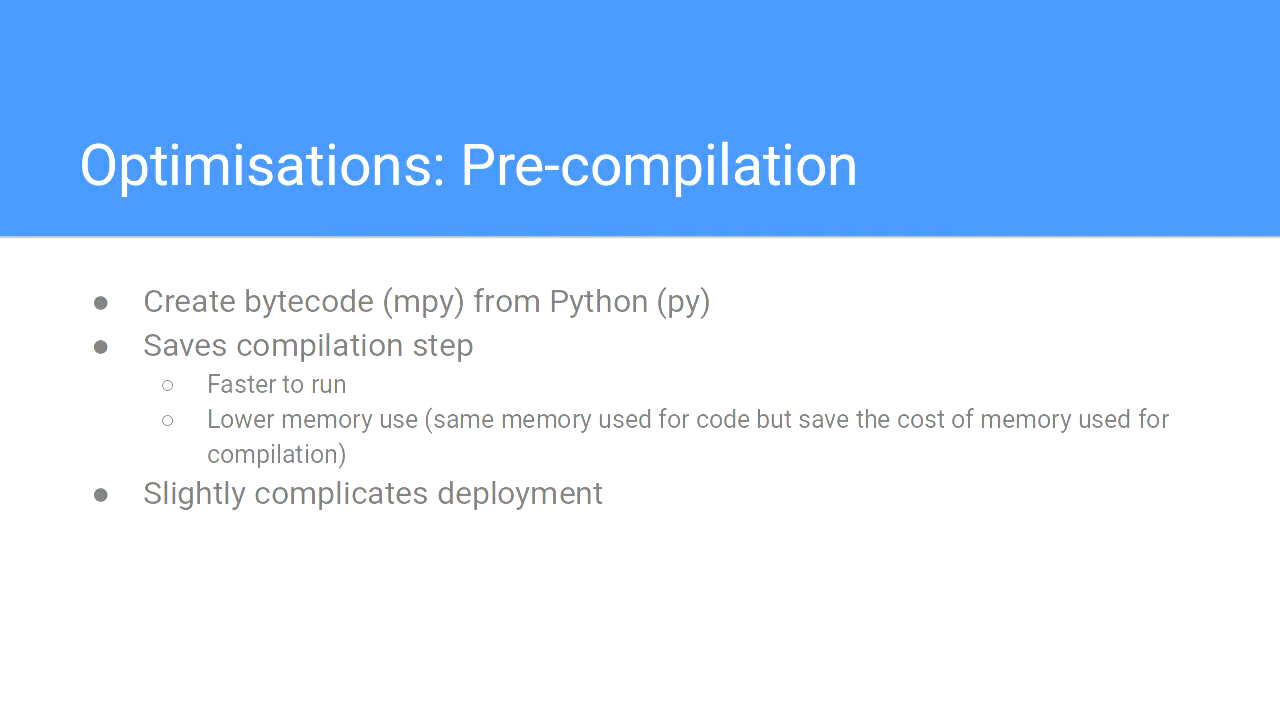 Optimisations: Pre-compilation
● Create bytecode (mpy) from Python (py)
● Saves compilation step
○ Faster to run
○ Lower memory use (same memory used for code but save the cost of memory used for
compilation)
● Slightly complicates deployment